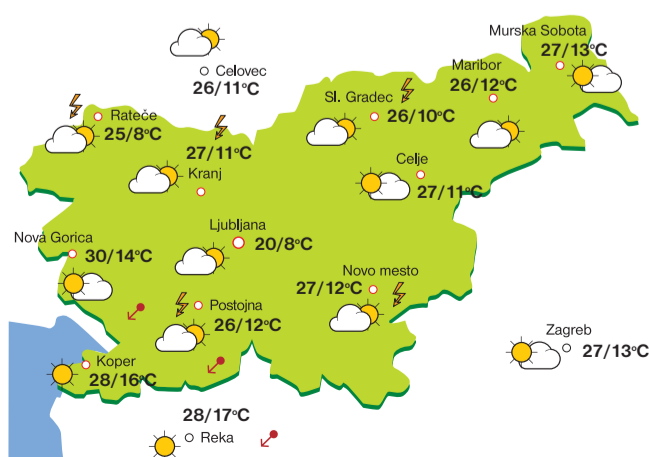 Murska Sobota
27/13°C
Celovec
26/11°C
Maribor
26/12°C
Sl. Gradec
26/10°C
Rateče
25/8°C
27/11°C
Kranj
Celje
27/11°C
Ljubljana
20/8°C
Nova Gorica
30/14°C
Novo mesto
27/12°C
Postojna
26/12°C
Zagreb
27/13°C
Koper
28/16°C
28/17°C
Reka